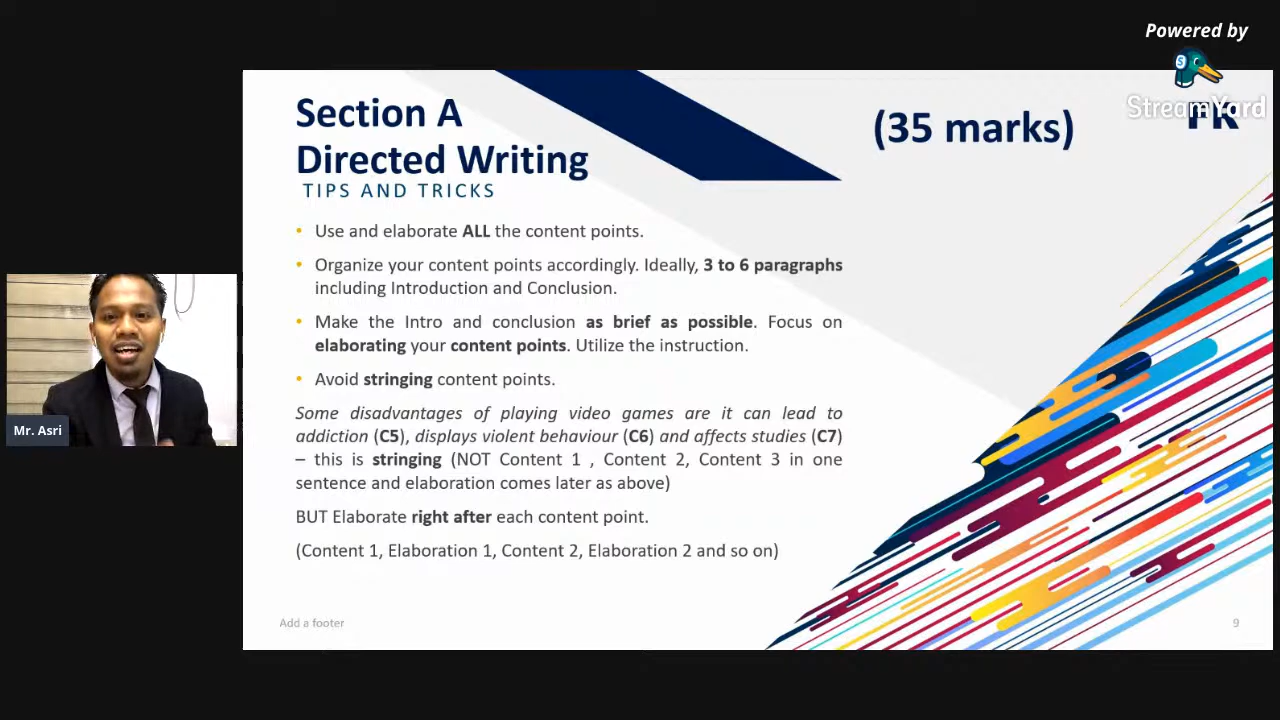 Powered by
StreamYard
Section A
Directed Writing
(35 marks)
TIPS AND TRICKS
• Use and elaborate ALL the content points.
• Organize your content points accordingly. Ideally, 3 to 6 paragraphs
including Introduction and Conclusion.
• Make the Intro and conclusion as brief as possible. Focus on
elaborating your content points. Utilize the instruction.
• Avoid stringing content points.
Some disadvantages of playing video games are it can lead to
addiction (C5), displays violent behaviour (C6) and affects studies (C7)
– this is stringing (NOT Content 1 , Content 2, Content 3 in one
sentence and elaboration comes later as above)
BUT Elaborate right after each content point.
(Content 1, Elaboration 1, Content 2, Elaboration 2 and so on)
Mr. Asri
Add a footer
9